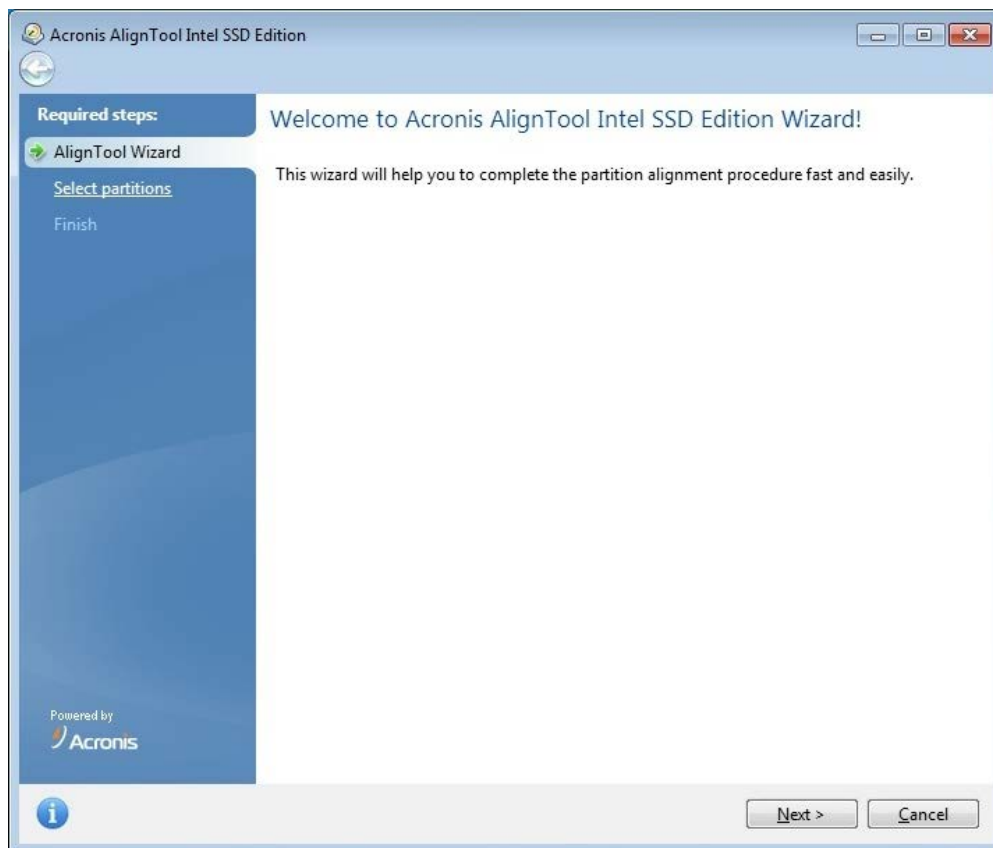 Acronis AlignTool Intel SSD Edition
Required steps:
AlignTool Wizard
Select partitions
Finish
Welcome to Acronis AlignTool Intel SSD Edition Wizard!
This wizard will help you to complete the partition alignment procedure fast and easily.
Powered by
Acronis
Next >
Cancel